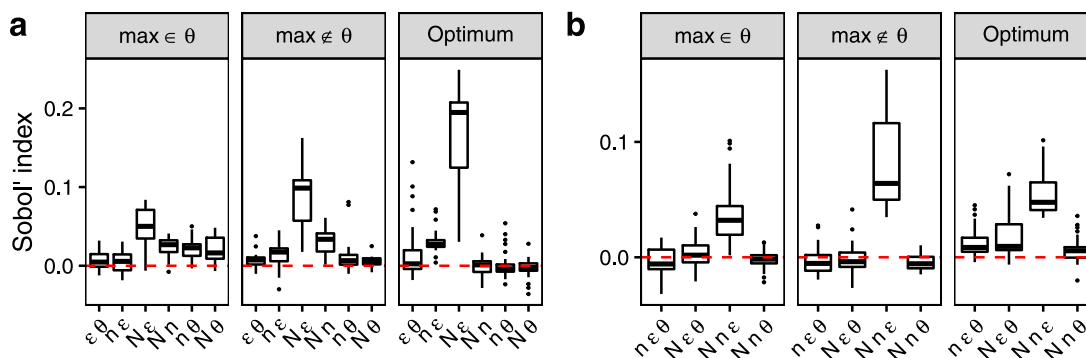 a
max ∈ θ
max ∉ θ
Optimum
Sobol' index
0.2
0.1
0.0
ε θ
n ε
N ε
N n
n θ
N θ
ε θ
n ε
N ε
N n
n θ
N θ
ε θ
n ε
N ε
N n
n θ
N θ
b
max ∈ θ
max ∉ θ
Optimum
0.1
0.0
n ε θ
N ε θ
N n ε
N n θ
n ε θ
N ε θ
N n ε
N n θ
n ε θ
N ε θ
N n ε
N n θ